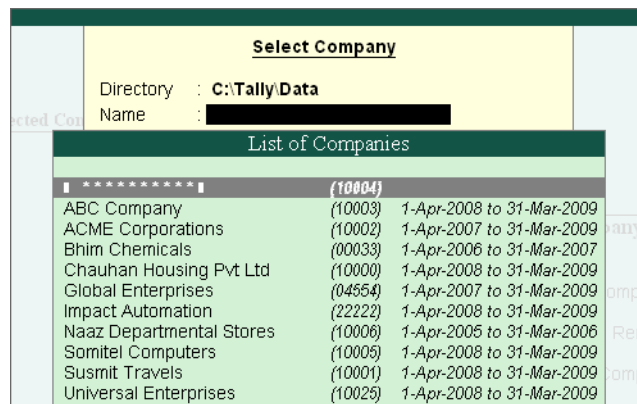 Select Company
Directory : C:\Tally\Data
Name :
List of Companies
* * * * * * * * * * (10004)
ABC Company (10003) 1-Apr-2008 to 31-Mar-2009
ACME Corporations (10002) 1-Apr-2007 to 31-Mar-2009
Bhim Chemicals (00033) 1-Apr-2006 to 31-Mar-2007
Chauhan Housing Pvt Ltd (10000) 1-Apr-2008 to 31-Mar-2009
Global Enterprises (04554) 1-Apr-2007 to 31-Mar-2009
Impact Automation (22222) 1-Apr-2008 to 31-Mar-2009
Naaz Departmental Stores (10006) 1-Apr-2005 to 31-Mar-2006
Somitel Computers (10005) 1-Apr-2008 to 31-Mar-2009
Susmit Travels (10001) 1-Apr-2008 to 31-Mar-2009
Universal Enterprises (10025) 1-Apr-2008 to 31-Mar-2009